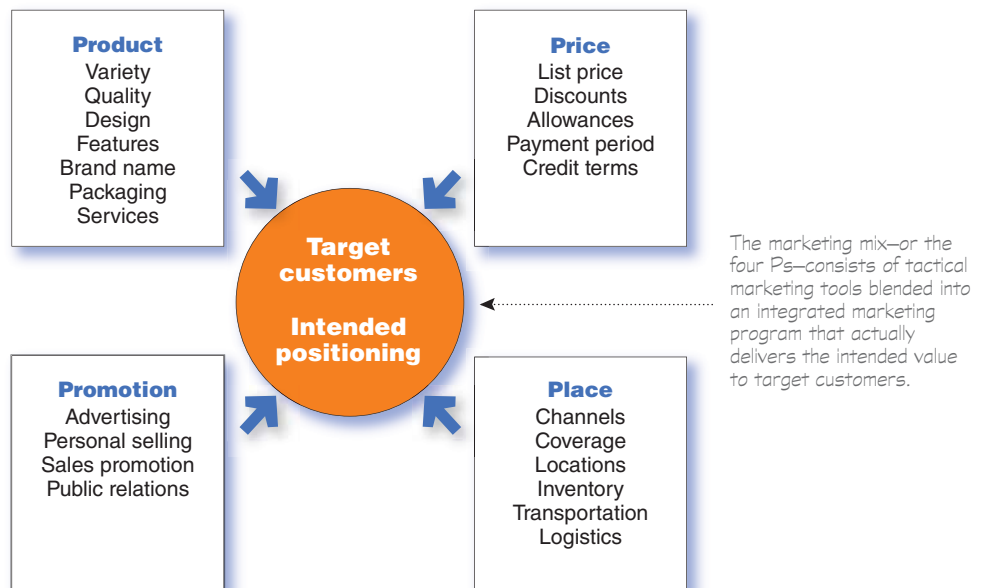 Product
Variety
Quality
Design
Features
Brand name
Packaging
Services
Price
List price
Discounts
Allowances
Payment period
Credit terms
Target
customers
Intended
positioning
The marketing mix—or the
four Ps—consists of tactical
marketing tools blended into
an integrated marketing
program that actually
delivers the intended value
to target customers.
Promotion
Advertising
Personal selling
Sales promotion
Public relations
Place
Channels
Coverage
Locations
Inventory
Transportation
Logistics